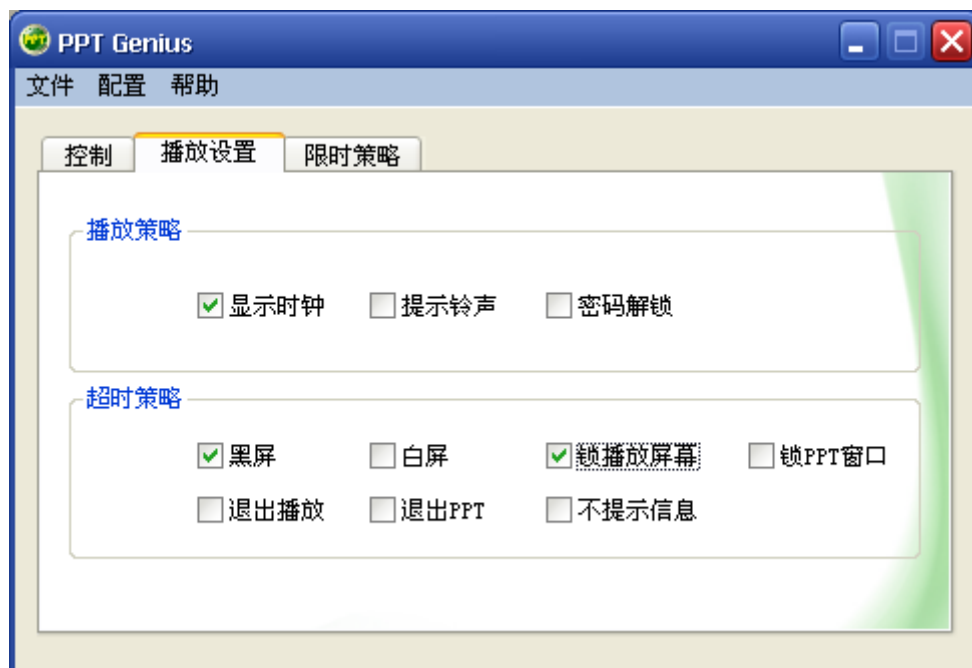 PPT Genius
文件 配置 帮助
控制 播放设置 限时策略
播放策略
显示时钟 提示铃声 密码解锁
超时策略
黑屏 白屏 锁播放屏幕 锁PPT窗口
退出播放 退出PPT 不提示信息